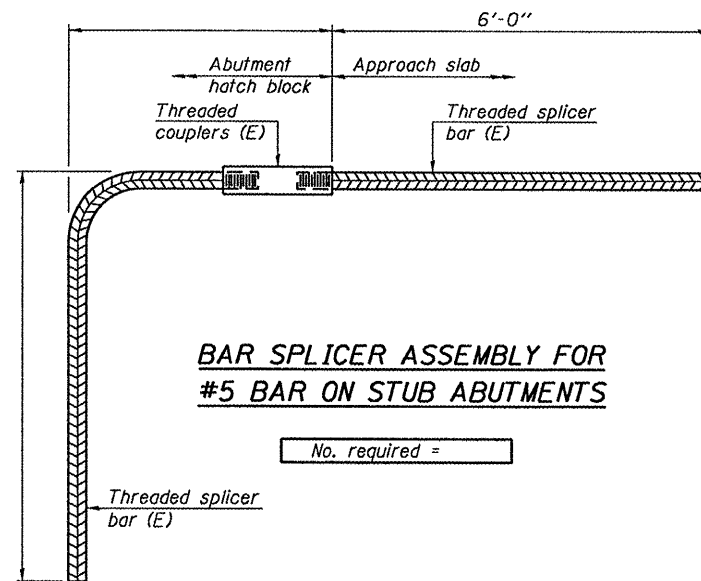 6'-0"
Abutment
hatch block
Approach slab
Threaded
couplers (E)
Threaded splicer
bar (E)
BAR SPLICER ASSEMBLY FOR
#5 BAR ON STUB ABUTMENTS
No. required =
Threaded splicer
bar (E)